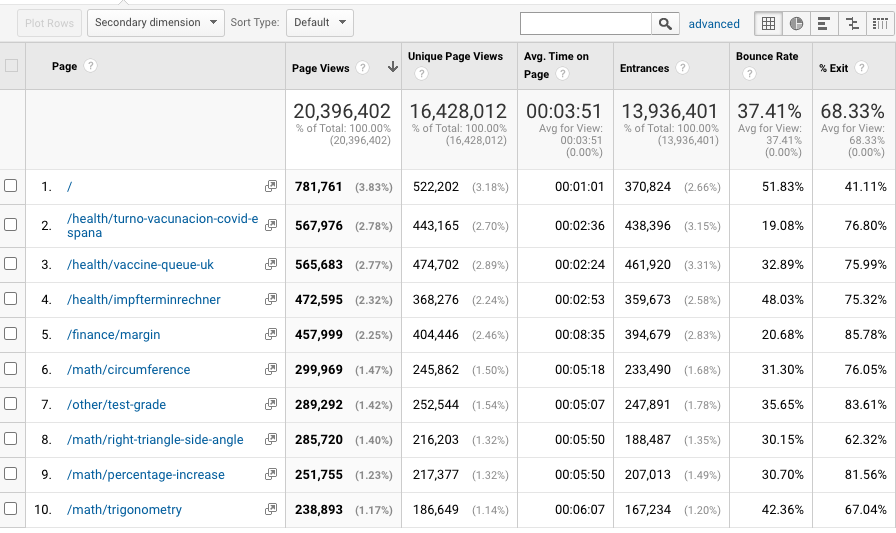 Plot Rows Secondary dimension Sort Type: Default advanced
Page ? Page Views ? Unique Page Views ? Avg. Time on Page ? Entrances ? Bounce Rate ? % Exit ?
20,396,402 16,428,012 00:03:51 13,936,401 37.41% 68.33%
% of Total: 100.00% (20,396,402) % of Total: 100.00% (16,428,012) Avg for View: 00:03:51 (0.00%) % of Total: 100.00% (13,936,401) Avg for View: 37.41% (0.00%) Avg for View: 68.33% (0.00%)
1. / 781,761 (3.83%) 522,202 (3.18%) 00:01:01 370,824 (2.66%) 51.83% 41.11%
2. /health/turno-vacunacion-covid-espana 567,976 (2.78%) 443,165 (2.70%) 00:02:36 438,396 (3.15%) 19.08% 76.80%
3. /health/vaccine-queue-uk 565,683 (2.77%) 474,702 (2.89%) 00:02:24 461,920 (3.31%) 32.89% 75.99%
4. /health/impfterminrechner 472,595 (2.32%) 368,276 (2.24%) 00:02:53 359,673 (2.58%) 48.03% 75.32%
5. /finance/margin 457,999 (2.25%) 404,446 (2.46%) 00:08:35 394,679 (2.83%) 20.68% 85.78%
6. /math/circumference 299,969 (1.47%) 245,862 (1.50%) 00:05:18 233,490 (1.68%) 31.30% 76.05%
7. /other/test-grade 289,292 (1.42%) 252,544 (1.54%) 00:05:07 247,891 (1.78%) 35.65% 83.61%
8. /math/right-triangle-side-angle 285,720 (1.40%) 216,203 (1.32%) 00:05:50 188,487 (1.35%) 30.15% 62.32%
9. /math/percentage-increase 251,755 (1.23%) 217,377 (1.32%) 00:05:50 207,013 (1.49%) 30.70% 81.56%
10. /math/trigonometry 238,893 (1.17%) 186,649 (1.14%) 00:06:07 167,234 (1.20%) 42.36% 67.04%